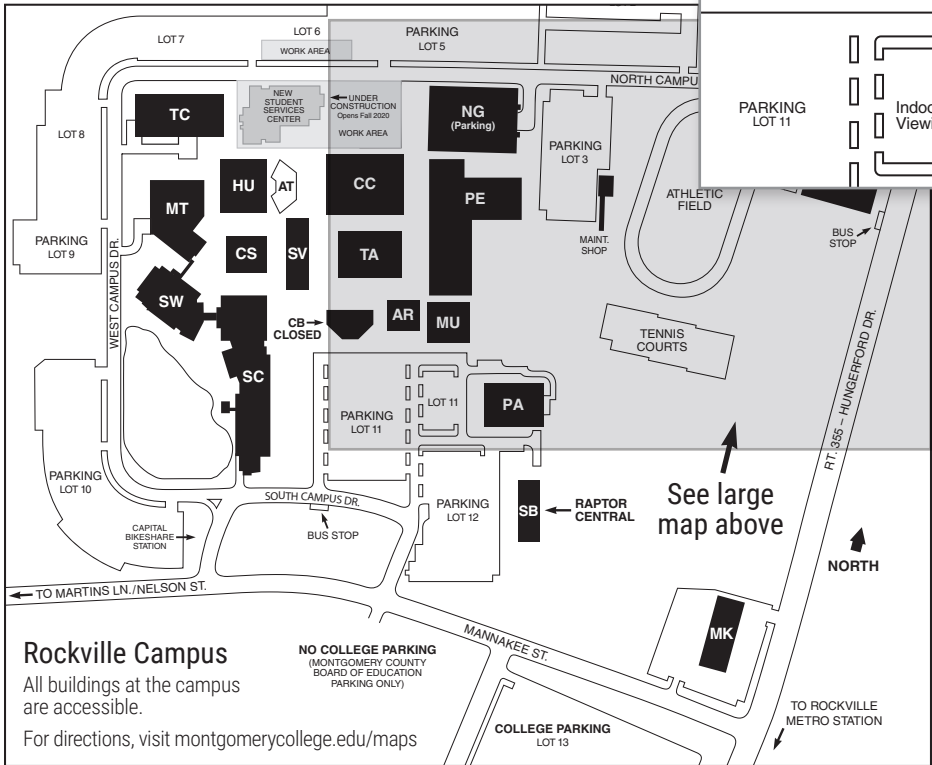 LOT 7
LOT 6
WORK AREA
PARKING
LOT 5
NORTH CAMPU
PARKING
LOT 11
Indoo
Viewi
LOT 8
TC
NEW
STUDENT
SERVICES
CENTER
UNDER
CONSTRUCTION
Opens Fall 2020
WORK AREA
NG
(Parking)
PARKING
LOT 3
HU
AT
CC
PE
ATHLETIC
FIELD
MT
BUS
STOP
MAINT.
SHOP
PARKING
LOT 9
WEST CAMPUS DR.
CS
SV
TA
SW
CB
CLOSED
AR
MU
TENNIS
COURTS
RT. 355 – HUNGERFORD DR.
SC
PARKING
LOT 11
LOT 11
PA
PARKING
LOT 10
SOUTH CAMPUS DR.
BUS STOP
CAPITAL
BIKESHARE
STATION
PARKING
LOT 12
SB
RAPTOR
CENTRAL
See large
map above
NORTH
TO MARTINS LN./NELSON ST.
MANNAKEE ST.
MK
Rockville Campus
All buildings at the campus
are accessible.
For directions, visit montgomerycollege.edu/maps
NO COLLEGE PARKING
(MONTGOMERY COUNTY
BOARD OF EDUCATION
PARKING ONLY)
COLLEGE PARKING
LOT 13
TO ROCKVILLE
METRO STATION